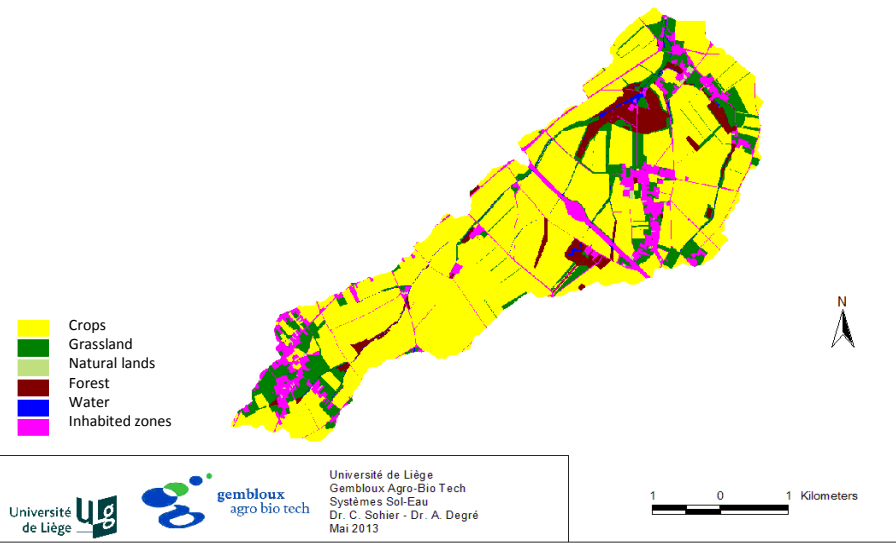 N
Crops
Grassland
Natural lands
Forest
Water
Inhabited zones
Université
de Liège
gembloux
agro bio tech
Université de Liège
Gembloux Agro-Bio Tech
Systèmes Sol-Eau
Dr. C. Sohier - Dr. A. Degré
Mai 2013
1 0 1 Kilometers